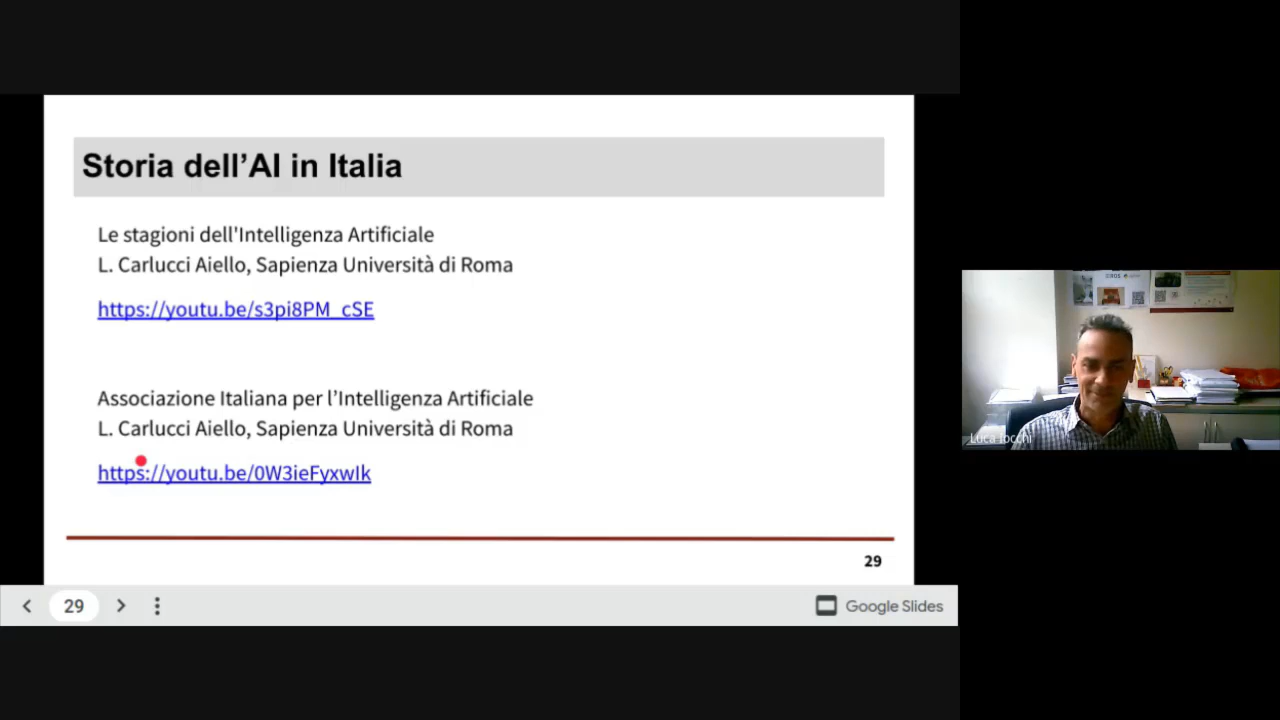 Storia dell’AI in Italia
Le stagioni dell'Intelligenza Artificiale
L. Carlucci Aiello, Sapienza Università di Roma
https://youtu.be/s3pi8PM_cSE
Associazione Italiana per l’Intelligenza Artificiale
L. Carlucci Aiello, Sapienza Università di Roma
https://youtu.be/0W3ieFyxwIk
29
29
Google Slides
Luca Iocchi